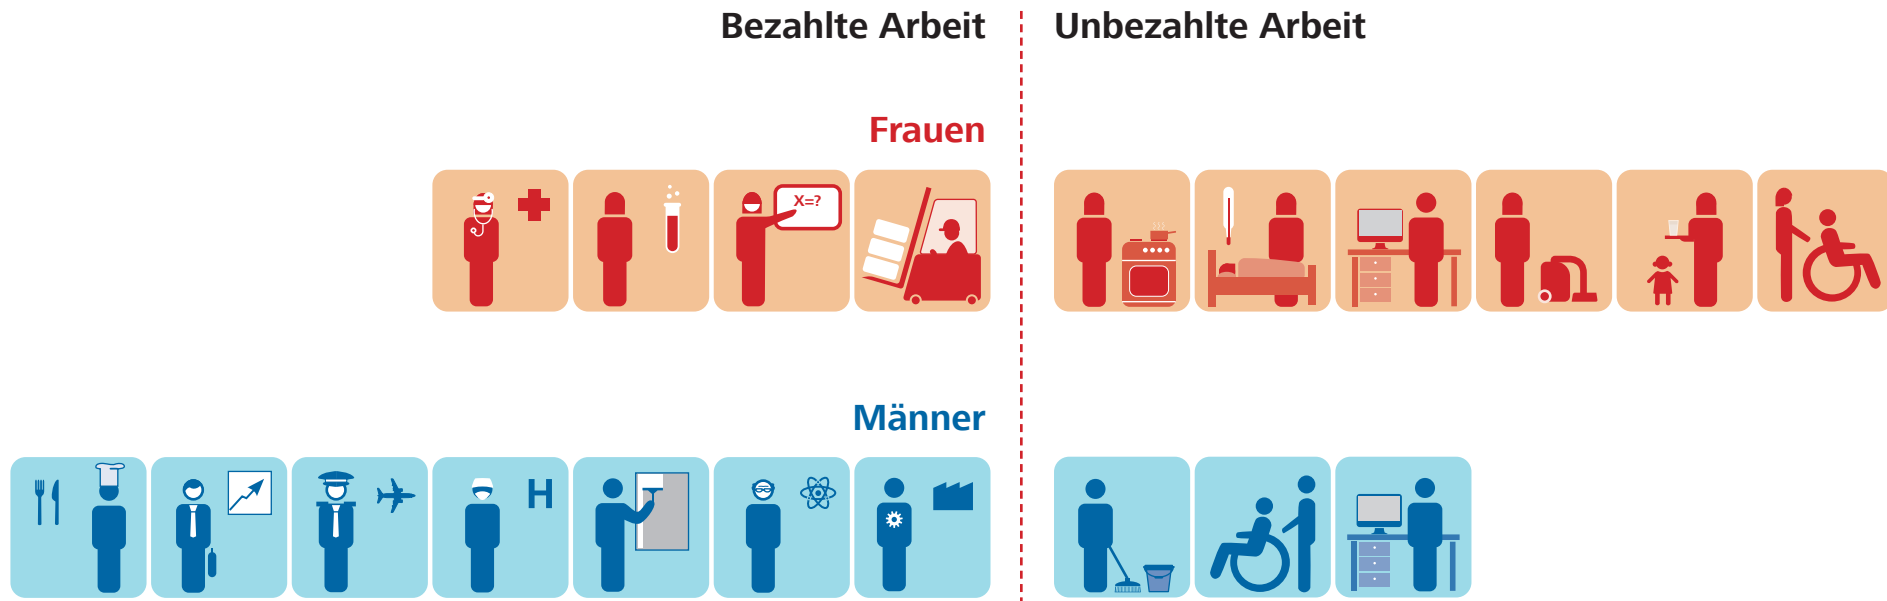 Bezahlte Arbeit
Unbezahlte Arbeit
Frauen
X=?
Männer
H